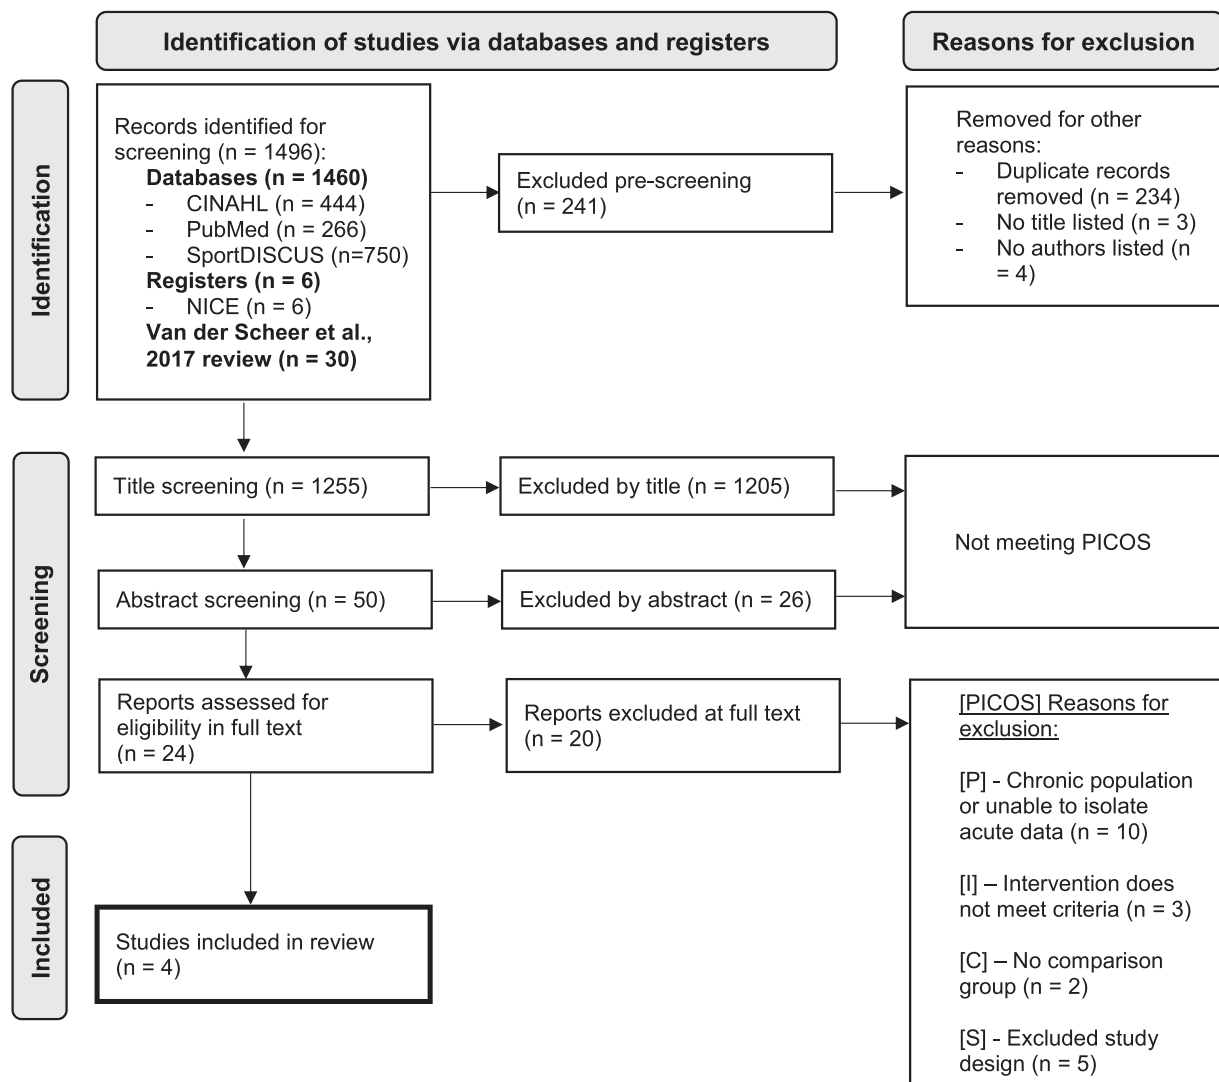 Identification of studies via databases and registers
Reasons for exclusion
Identification
Records identified for
screening (n = 1496):
Databases (n = 1460)
- CINAHL (n = 444)
- PubMed (n = 266)
- SportDISCUS (n=750)
Registers (n = 6)
- NICE (n = 6)
Van der Scheer et al.,
2017 review (n = 30)
Excluded pre-screening
(n = 241)
Removed for other
reasons:
- Duplicate records
removed (n = 234)
- No title listed (n = 3)
- No authors listed (n
= 4)
Screening
Title screening (n = 1255)
Excluded by title (n = 1205)
Not meeting PICOS
Abstract screening (n = 50)
Excluded by abstract (n = 26)
Reports assessed for
eligibility in full text
(n = 24)
Reports excluded at full text
(n = 20)
[PICOS] Reasons for
exclusion:
[P] - Chronic population
or unable to isolate
acute data (n = 10)
[I] – Intervention does
not meet criteria (n = 3)
[C] – No comparison
group (n = 2)
[S] - Excluded study
design (n = 5)
Included
Studies included in review
(n = 4)